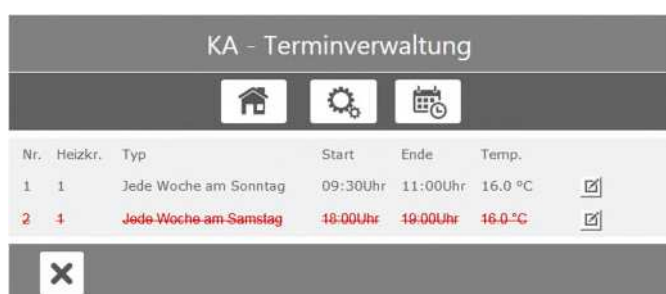 KA - Terminverwaltung
Nr. Heizkr. Typ Start Ende Temp.
1 1 Jede Woche am Sonntag 09:30Uhr 11:00Uhr 16.0 °C
2 1 Jede Woche am Samstag 18:00Uhr 19:00Uhr 16.0 °C